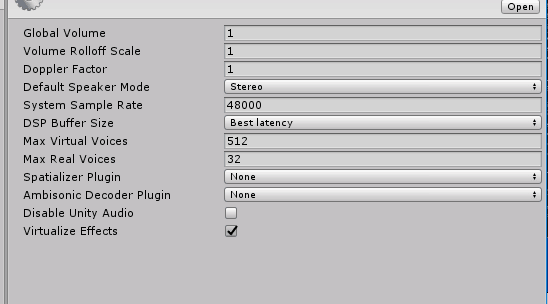 Open
Global Volume 1
Volume Rolloff Scale 1
Doppler Factor 1
Default Speaker Mode Stereo
System Sample Rate 48000
DSP Buffer Size Best latency
Max Virtual Voices 512
Max Real Voices 32
Spatializer Plugin None
Ambisonic Decoder Plugin None
Disable Unity Audio
Virtualize Effects